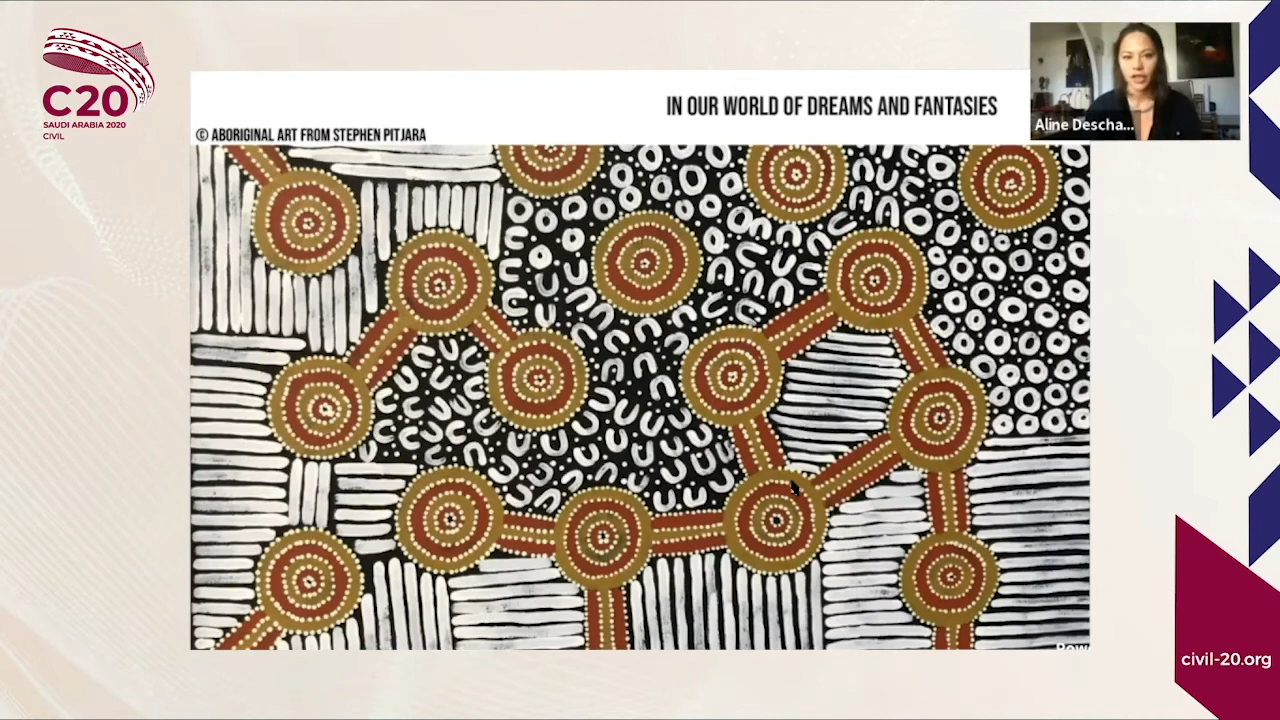 C20
SAUDI ARABIA 2020
CIVIL
IN OUR WORLD OF DREAMS AND FANTASIES
© ABORIGINAL ART FROM STEPHEN PITJARA
Aline Descha...
civil-20.org